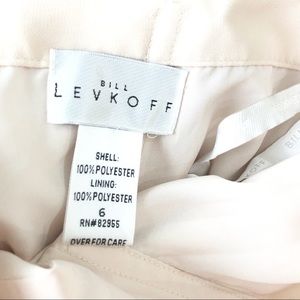 BILL
LEVKOFF
SHELL:
100% POLYESTER
LINING:
100% POLYESTER
6
RN#82955
OVER FOR CARE